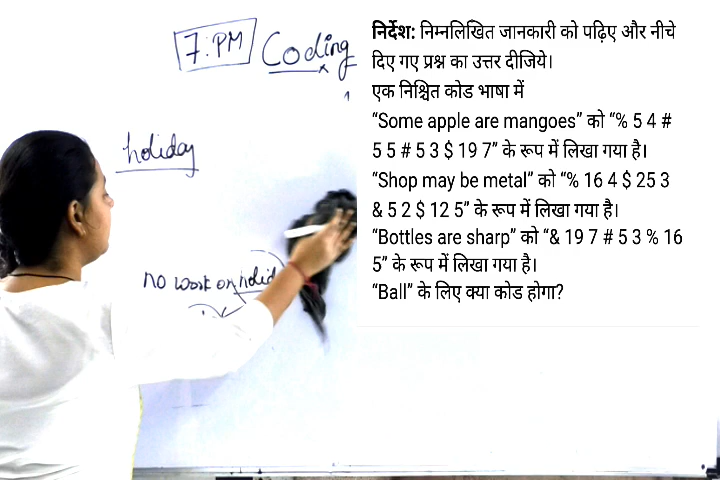 7:PM Coding
holiday
no work on holid
निर्देश: निम्नलिखित जानकारी को पढ़िए और नीचे
दिए गए प्रश्न का उत्तर दीजिये।
एक निश्चित कोड भाषा में
“Some apple are mangoes” को “% 5 4 #
5 5 # 5 3 $ 19 7” के रूप में लिखा गया है।
“Shop may be metal” को “% 16 4 $ 25 3
& 5 2 $ 12 5” के रूप में लिखा गया है।
“Bottles are sharp” को “& 19 7 # 5 3 % 16
5” के रूप में लिखा गया है।
“Ball” के लिए क्या कोड होगा?